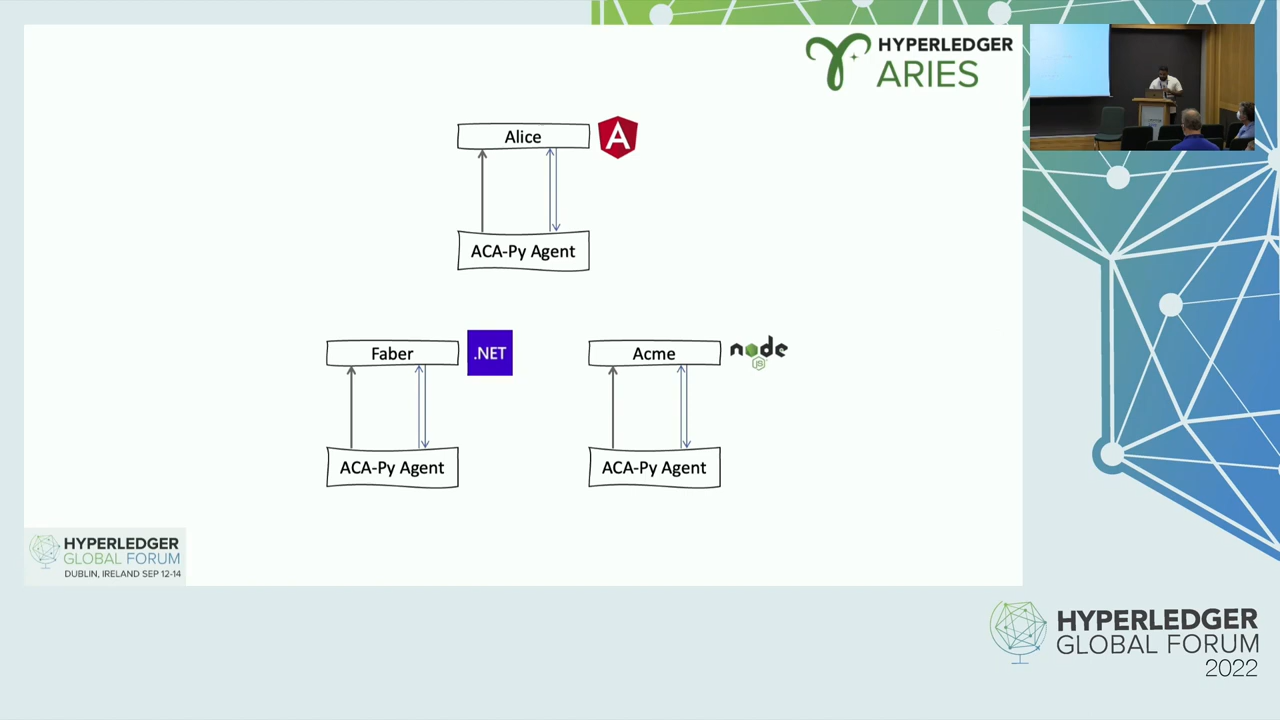 HYPERLEDGER
ARIES
Alice
A
ACA-Py Agent
Faber
.NET
Acme
node
JS
ACA-Py Agent
ACA-Py Agent
HYPERLEDGER
GLOBAL FORUM
DUBLIN, IRELAND SEP 12-14
HYPERLEDGER
GLOBAL FORUM
2022